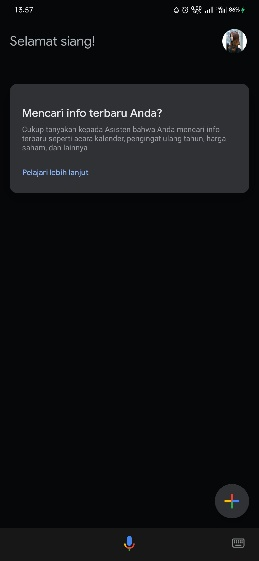 13.57
96%
Selamat siang!
Mencari info terbaru Anda?
Cukup tanyakan kepada Asisten bahwa Anda mencari info
terbaru seperti acara kalender, pengingat ulang tahun, harga
saham, dan lainnya
Pelajari lebih lanjut